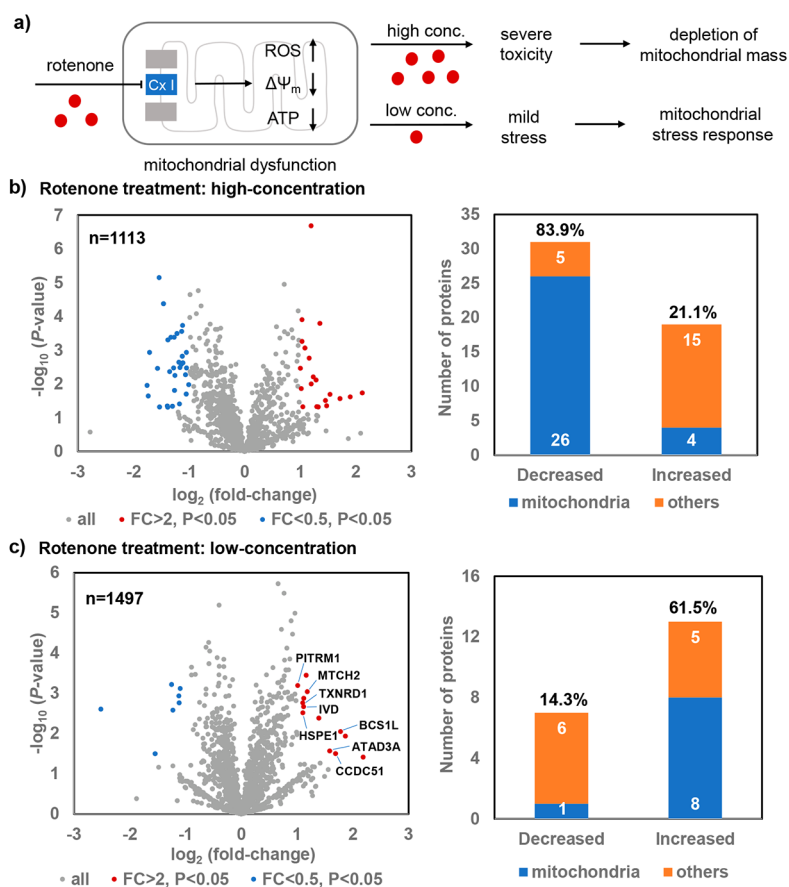 a)
rotenone
Cx I
ROS
ΔΨm
ATP
mitochondrial dysfunction
high conc.
severe
toxicity
depletion of
mitochondrial mass
low conc.
mild
stress
mitochondrial
stress response
b) Rotenone treatment: high-concentration
n=1113
7
6
5
4
3
2
1
0
-log10 (P-value)
-3 -2 -1 0 1 2 3
log2 (fold-change)
all FC>2, P<0.05 FC<0.5, P<0.05
35
30
25
20
15
10
5
0
Number of proteins
83.9%
5
26
21.1%
15
4
Decreased Increased
mitochondria others
c) Rotenone treatment: low-concentration
n=1497
6
5
4
3
2
1
0
-log10 (P-value)
PITRM1
MTCH2
TXNRD1
IVD
HSPE1
BCS1L
ATAD3A
CCDC51
-3 -2 -1 0 1 2 3
log2 (fold-change)
all FC>2, P<0.05 FC<0.5, P<0.05
16
12
8
4
0
Number of proteins
14.3%
6
1
61.5%
5
8
Decreased Increased
mitochondria others